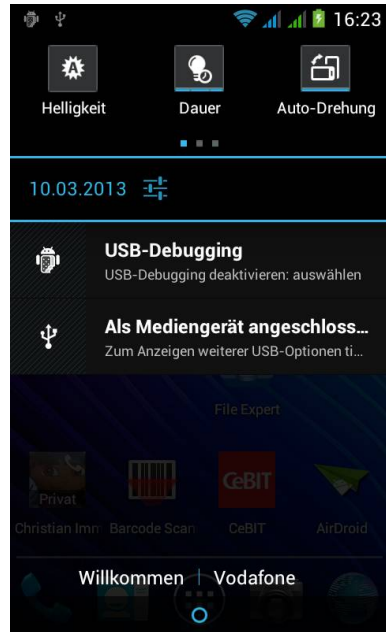 16:23
Helligkeit Dauer Auto-Drehung
10.03.2013
USB-Debugging
USB-Debugging deaktivieren: auswählen
Als Mediengerät angeschloss…
Zum Anzeigen weiterer USB-Optionen ti…
File Expert
CeBIT
Privat
Christian Imm Barcode Scan CeBIT AirDroid
Willkommen | Vodafone